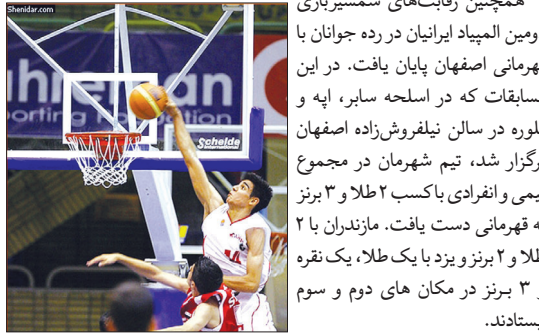 Shenidar.com
Schelde
International
همچنین رقابت‌های شمشیربازی
ومین المپیاد ایرانیان در رده جوانان با
هرمانی اصفهان پایان یافت. در این
سابقات که در اسلحه سابر، اپه و
لوره در سالن نیلفروش‌زاده اصفهان
رگزار شد، تیم شهرمان در مجموع
یمی و انفرادی با کسب ۲ طلا و ۳ برنز
ه قهرمانی دست یافت. مازندران با ۲
طلا و ۲ برنز و یزد با یک طلا، یک نقره
و ۳ برنز در مکان های دوم و سوم
یستادند.